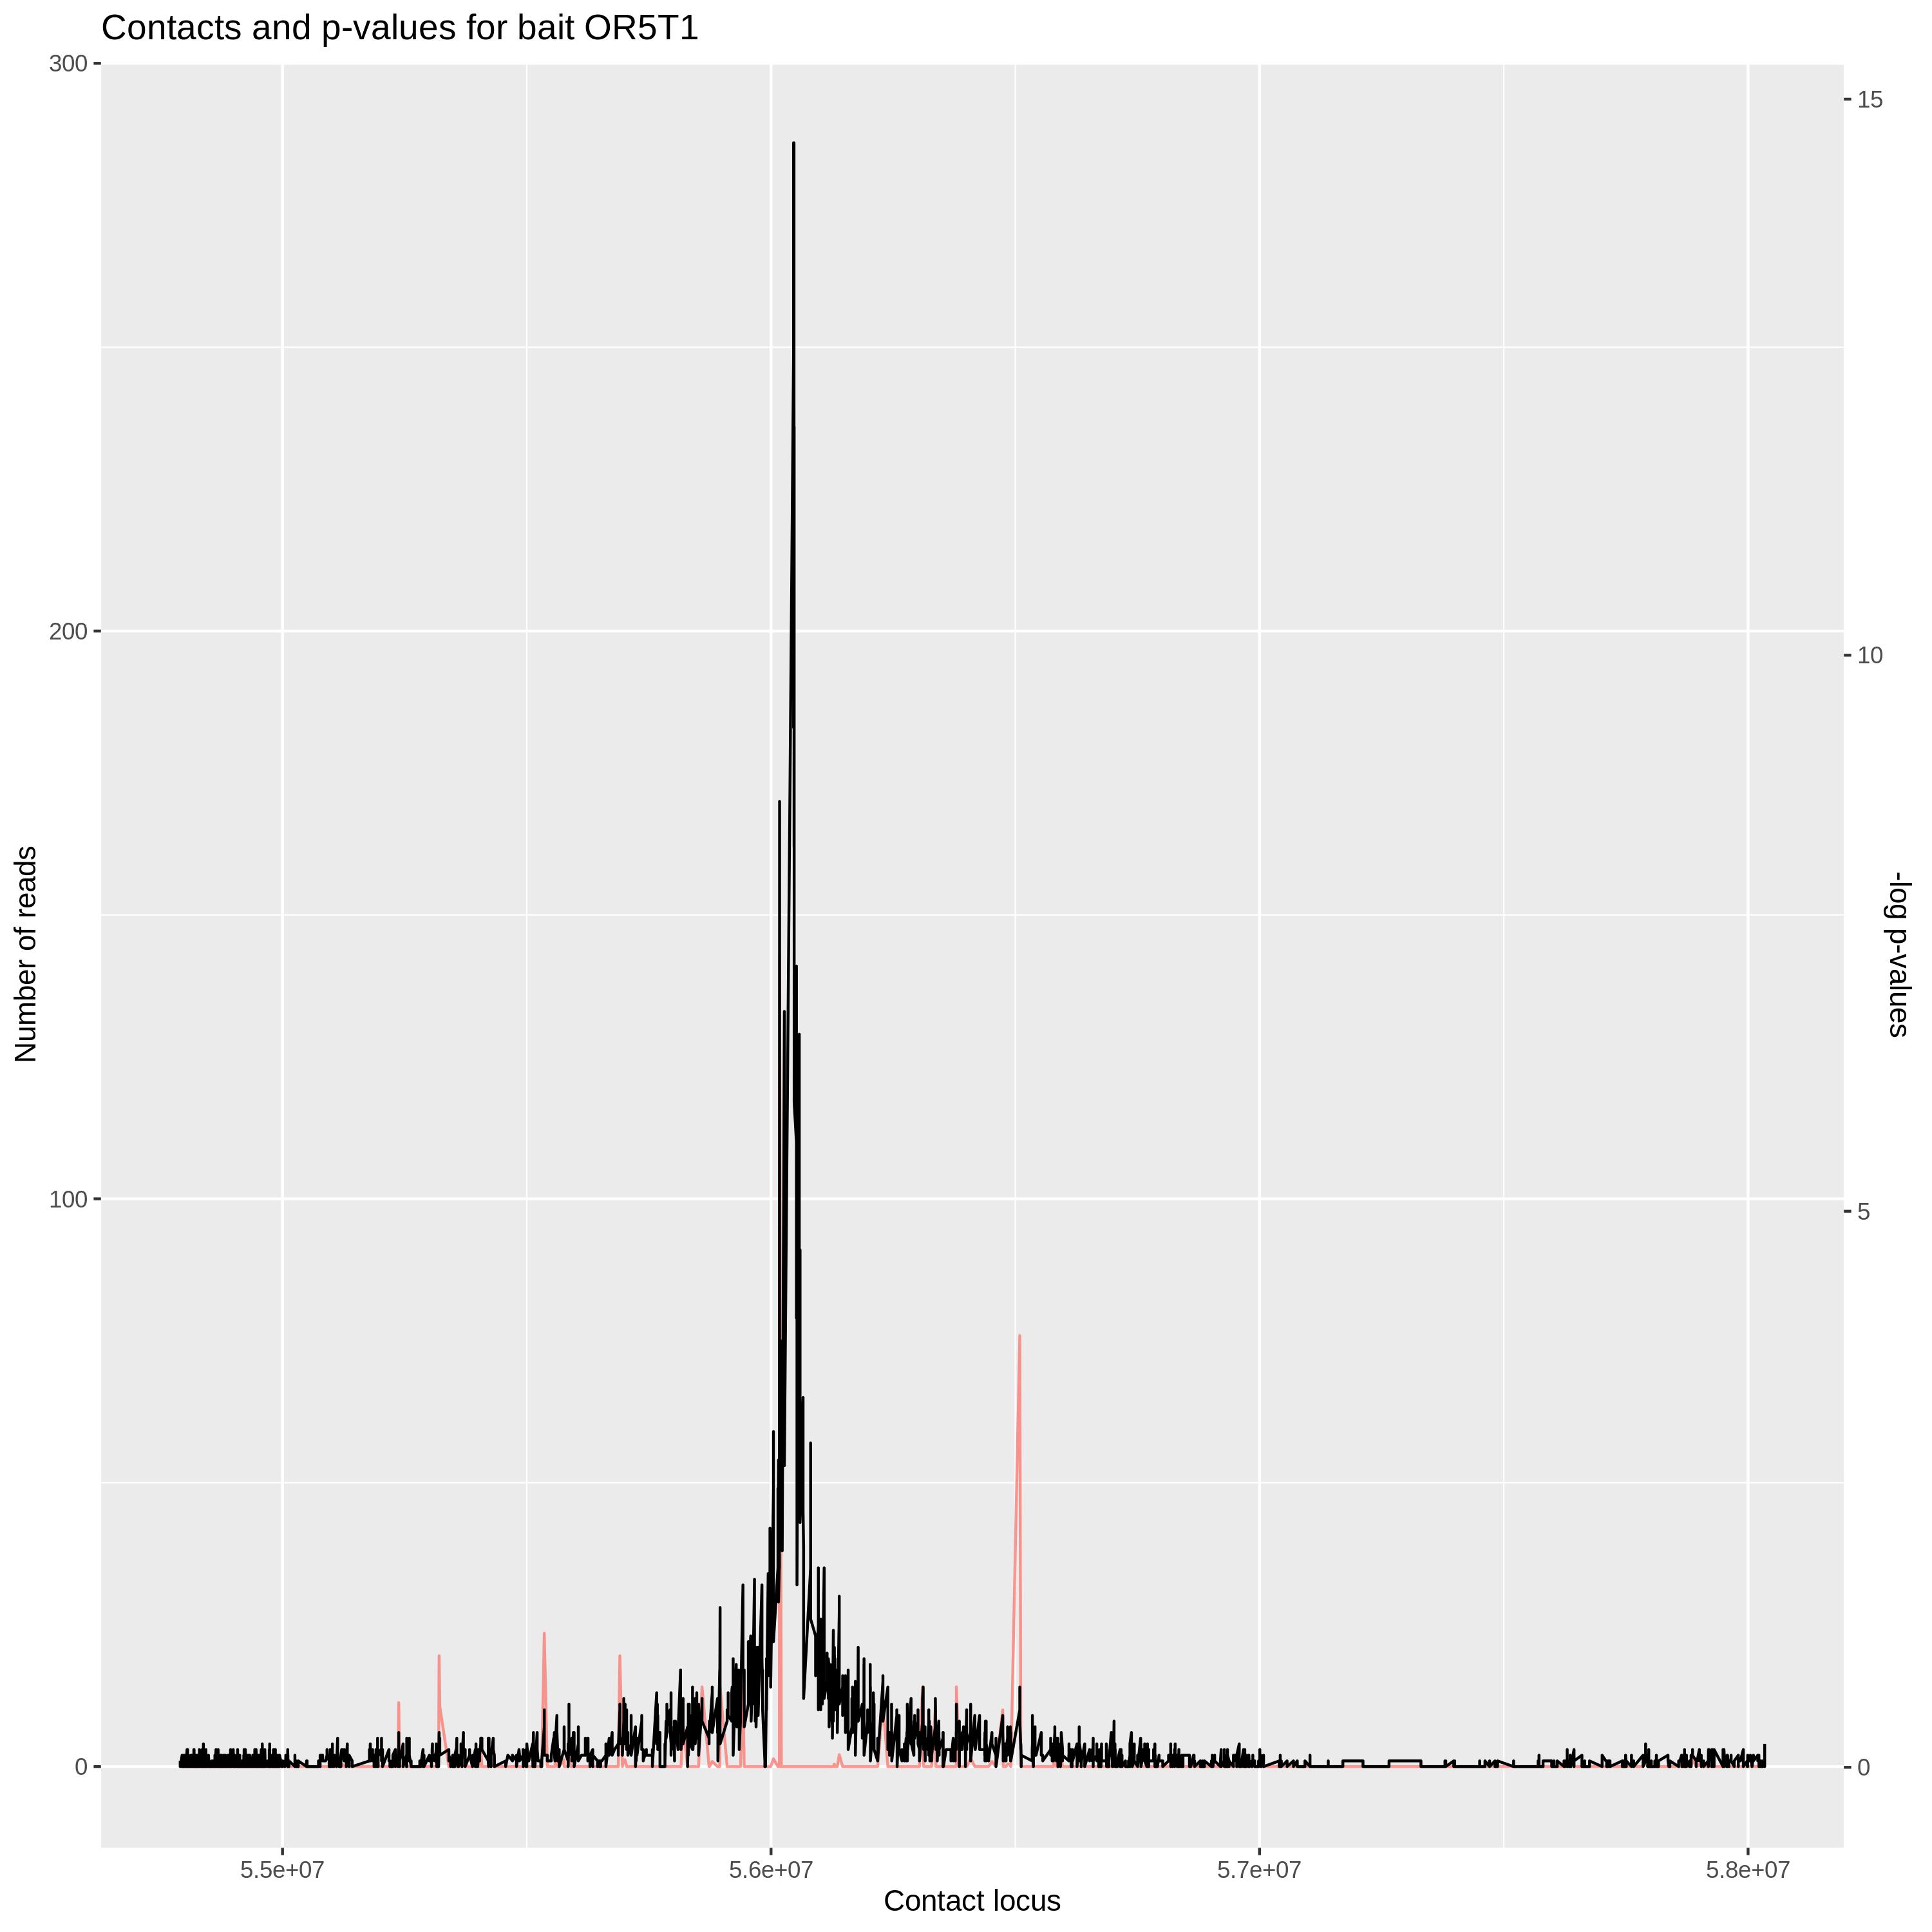 Contacts and p-values for bait OR5T1
300
200
100
0
15
10
5
0
Number of reads
-log p-values
5.5e+07 5.6e+07 5.7e+07 5.8e+07
Contact locus